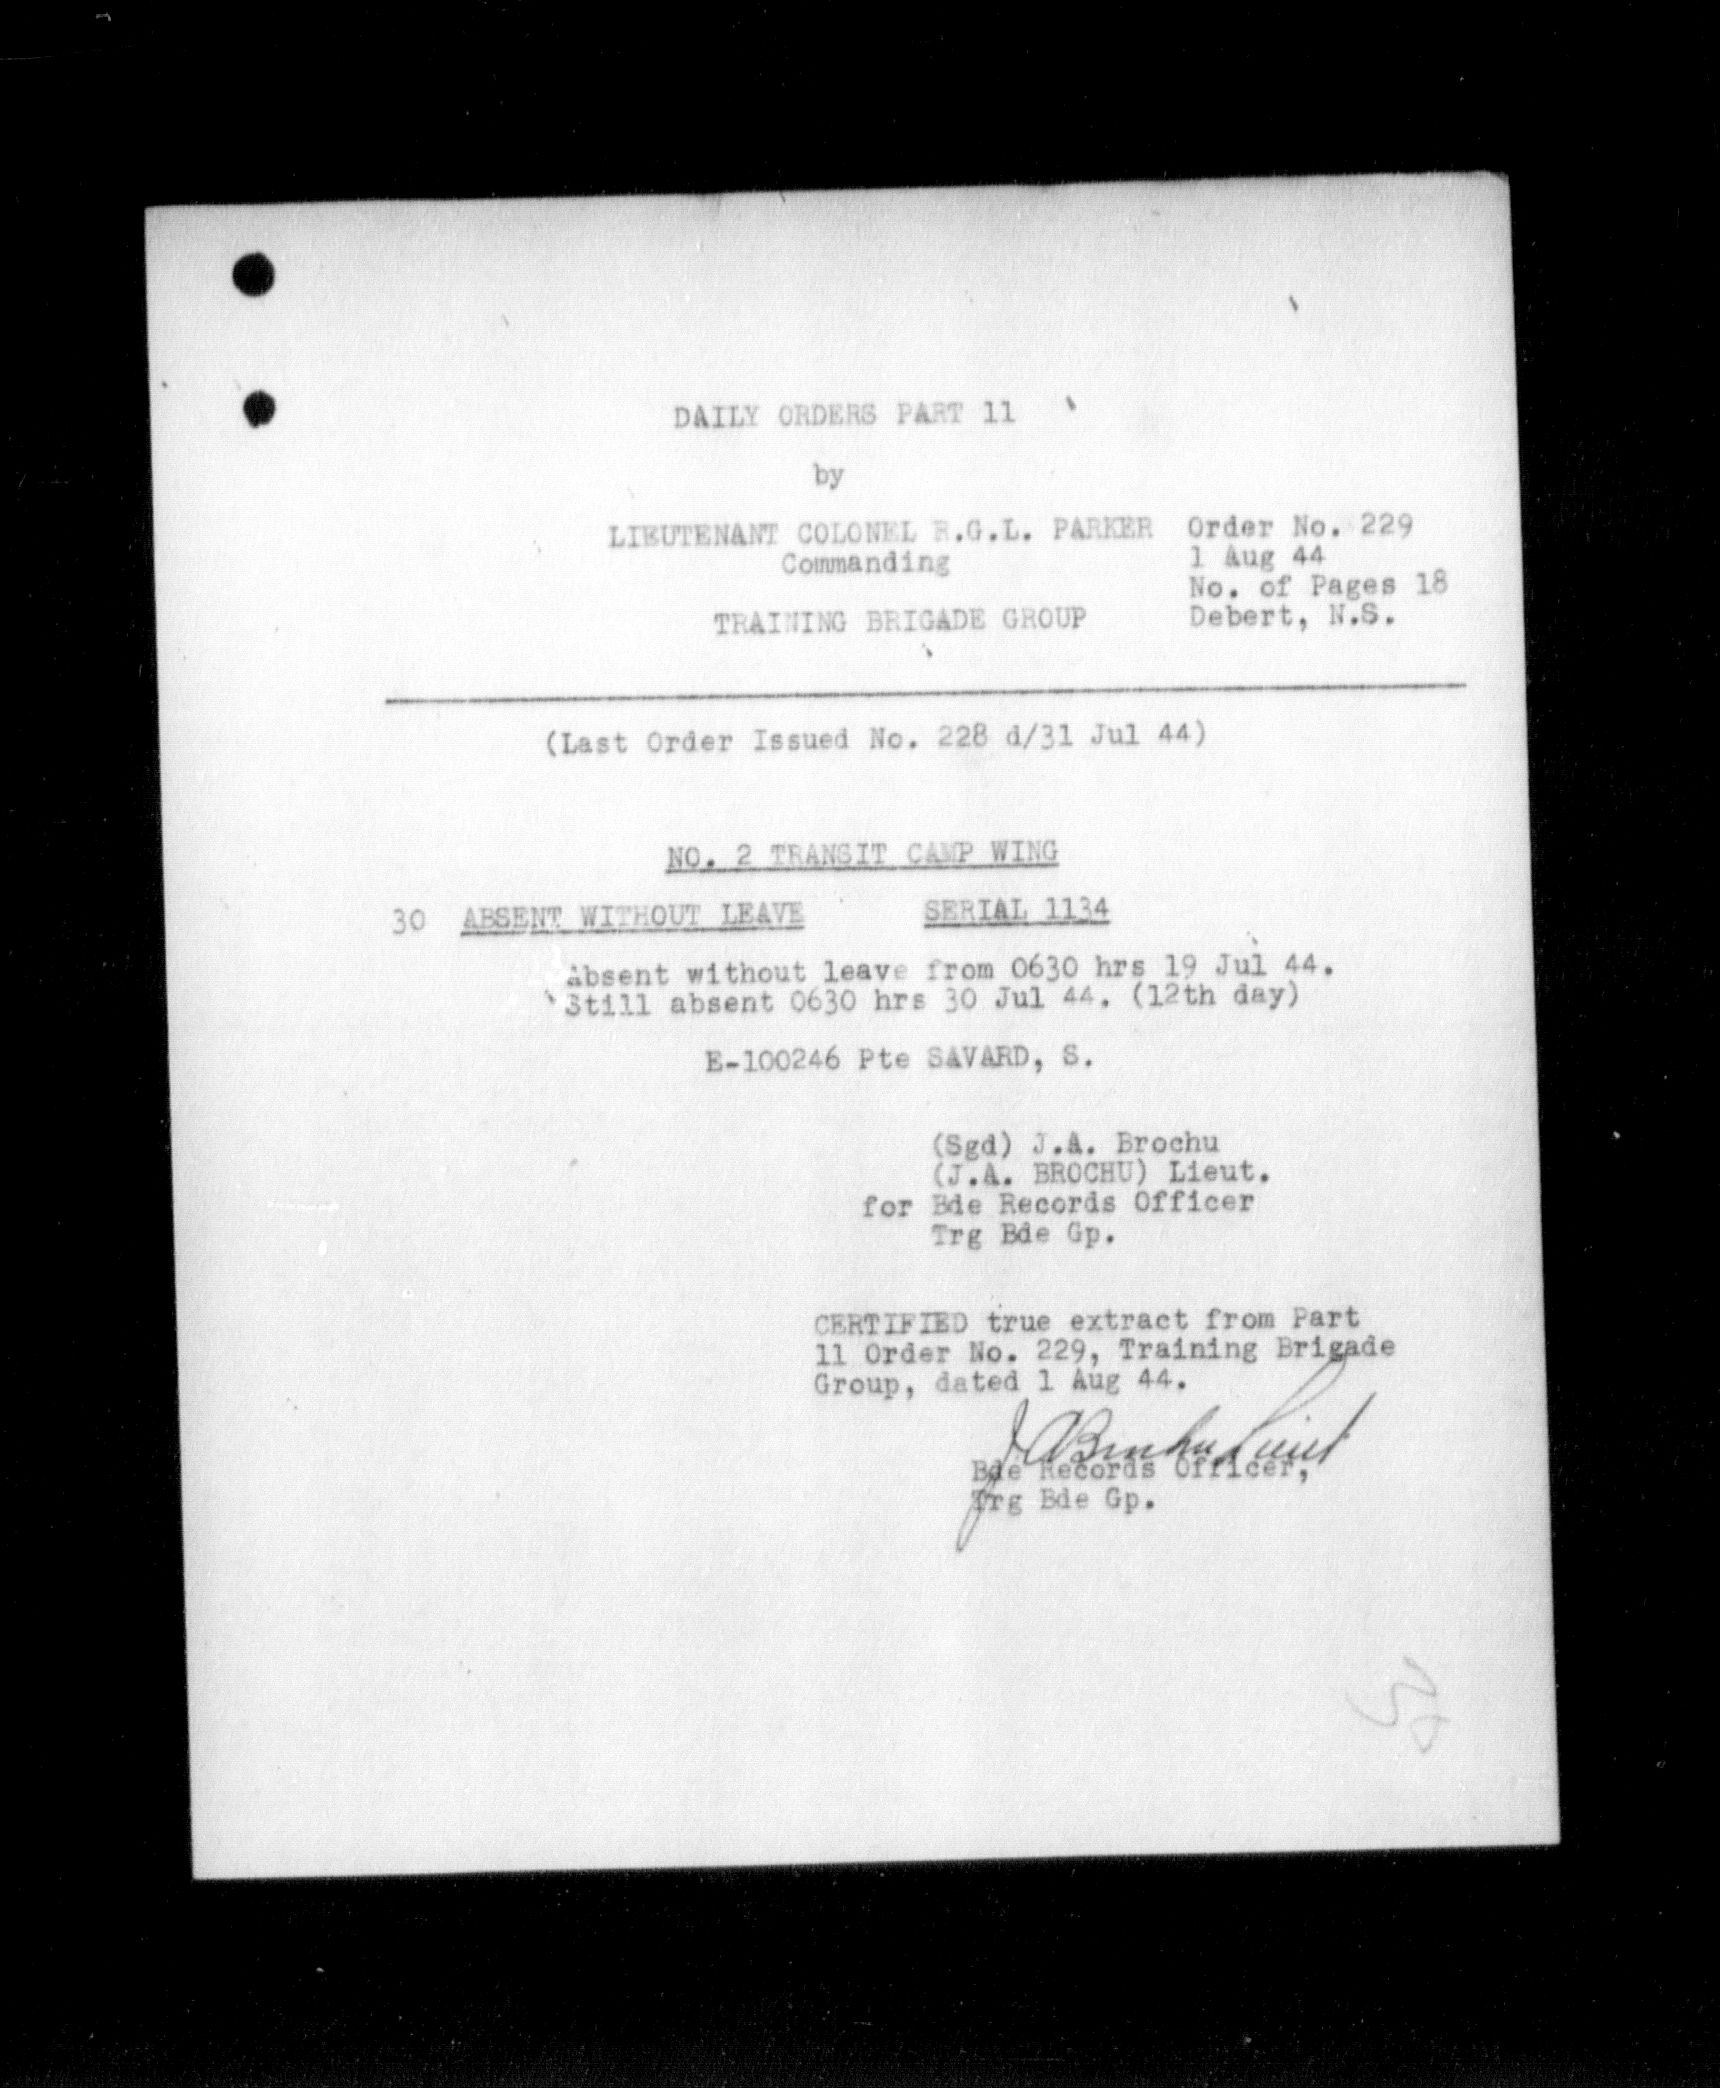 DAILY ORDERS PART 11
by
LIEUTENANT COLONEL R.G.L. PARKER
Commanding
TRAINING BRIGADE GROUP
Order No. 229
1 Aug 44
No. of Pages 18
Debert, N.S.
(Last Order Issued No. 228 d/31 Jul 44)
NO. 2 TRANSIT CAMP WING
30 ABSENT WITHOUT LEAVE SERIAL 1134
Absent without leave from 0630 hrs 19 Jul 44.
Still absent 0630 hrs 30 Jul 44. (12th day)
E-100246 Pte SAVARD, S.
(Sgd) J.A. Brochu
(J.A. BROCHU) Lieut.
for Bde Records Officer
Trg Bde Gp.
CERTIFIED true extract from Part
11 Order No. 229, Training Brigade
Group, dated 1 Aug 44.
J A Brochu Lieut
Bde Records Officer,
Trg Bde Gp.